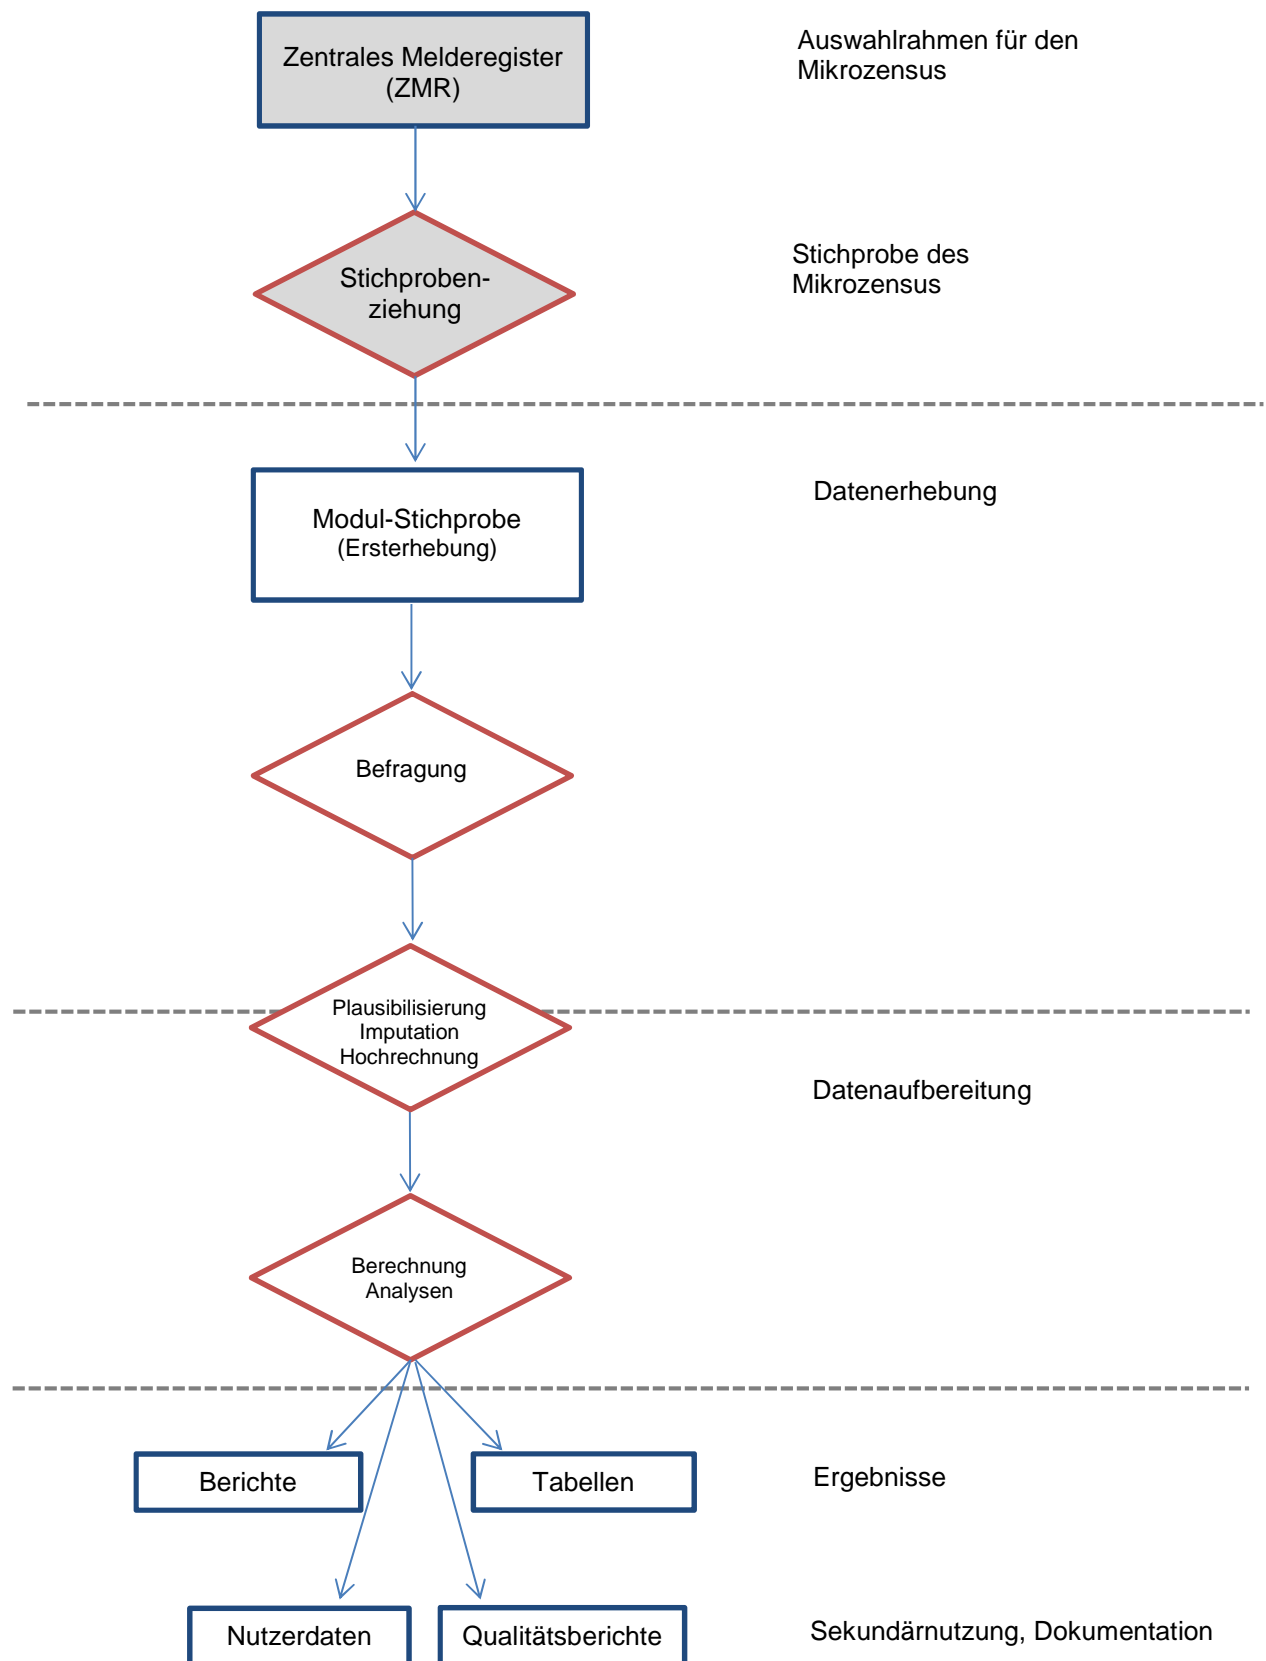 Zentrales Melderegister
(ZMR)
Auswahlrahmen für den
Mikrozensus
Stichproben-
ziehung
Stichprobe des
Mikrozensus
Modul-Stichprobe
(Ersterhebung)
Datenerhebung
Befragung
Plausibilisierung
Imputation
Hochrechnung
Datenaufbereitung
Berechnung
Analysen
Berichte
Tabellen
Ergebnisse
Nutzerdaten
Qualitätsberichte
Sekundärnutzung, Dokumentation